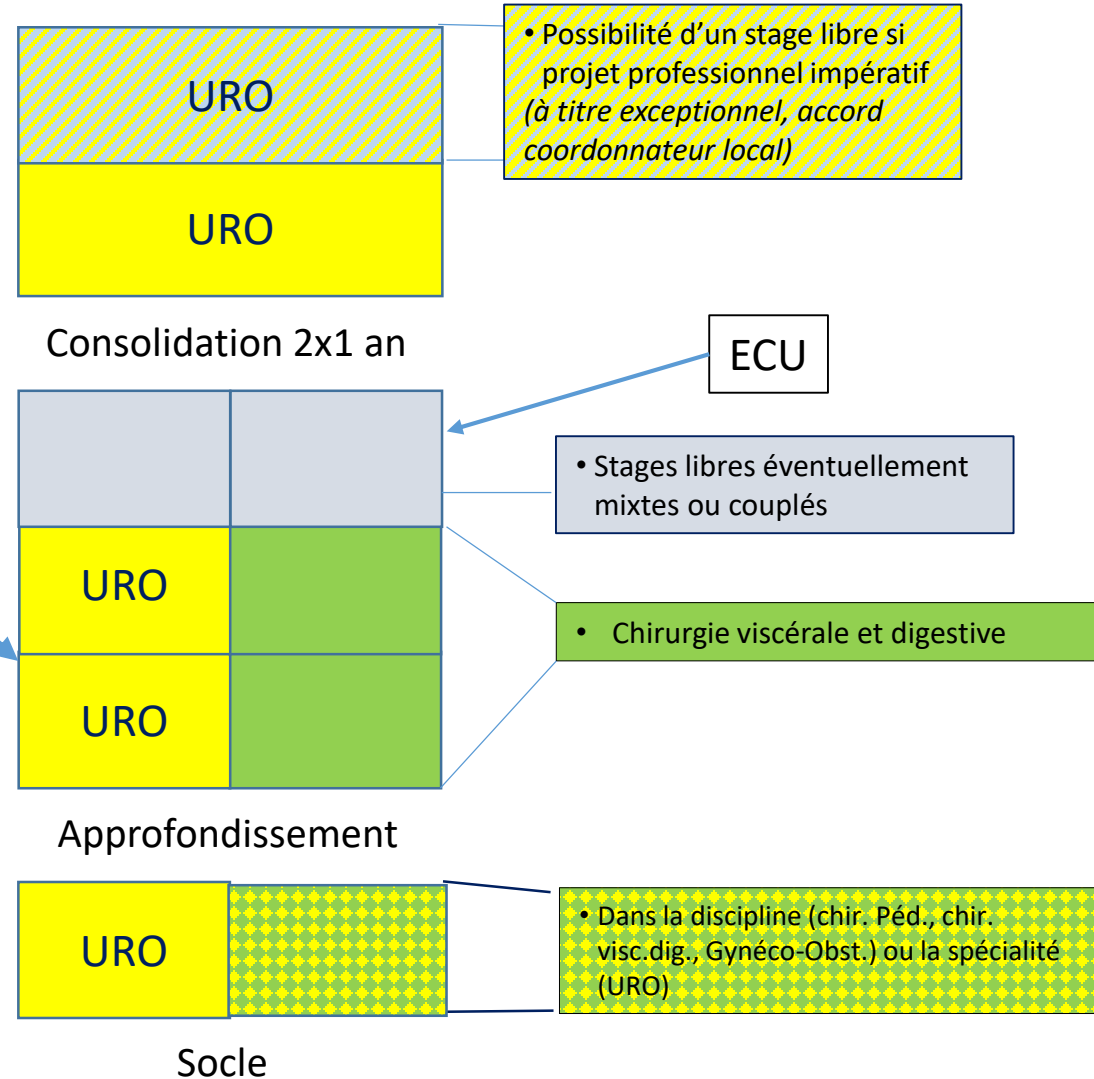 URO
• Possibilité d’un stage libre si
projet professionnel impératif
(à titre exceptionnel, accord
coordonnateur local)
URO
Consolidation 2x1 an
ECU
• Stages libres éventuellement
mixtes ou couplés
URO
• Chirurgie viscérale et digestive
URO
Approfondissement
URO
• Dans la discipline (chir. Péd., chir.
visc.dig., Gynéco-Obst.) ou la spécialité
(URO)
Socle